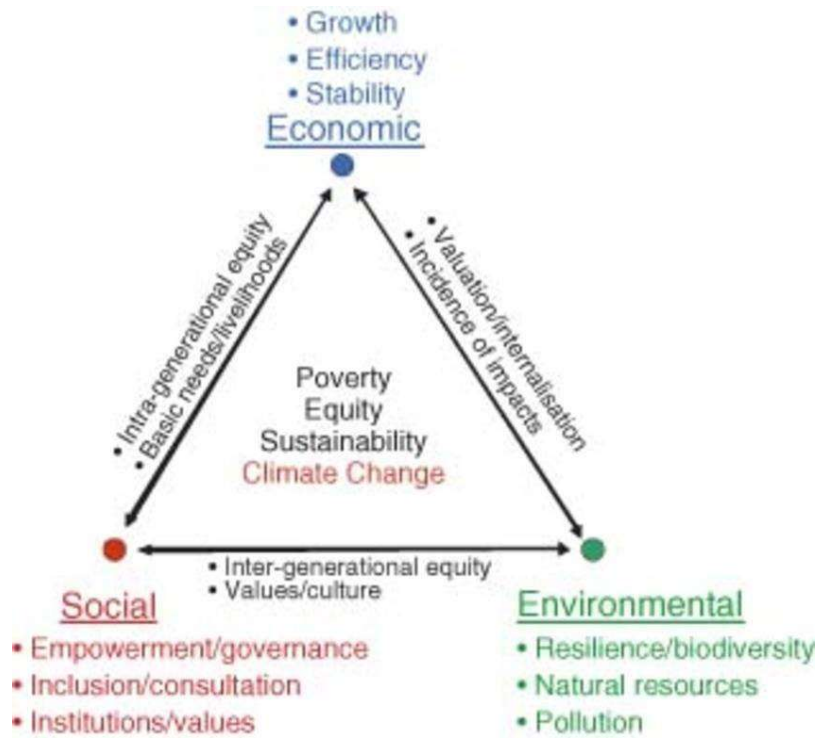 • Growth
• Efficiency
• Stability
Economic
• Intra-generational equity
• Basic needs/livelihoods
• Valuation/internalisation
• Incidence of impacts
Poverty
Equity
Sustainability
Climate Change
• Inter-generational equity
• Values/culture
Social
• Empowerment/governance
• Inclusion/consultation
• Institutions/values
Environmental
• Resilience/biodiversity
• Natural resources
• Pollution